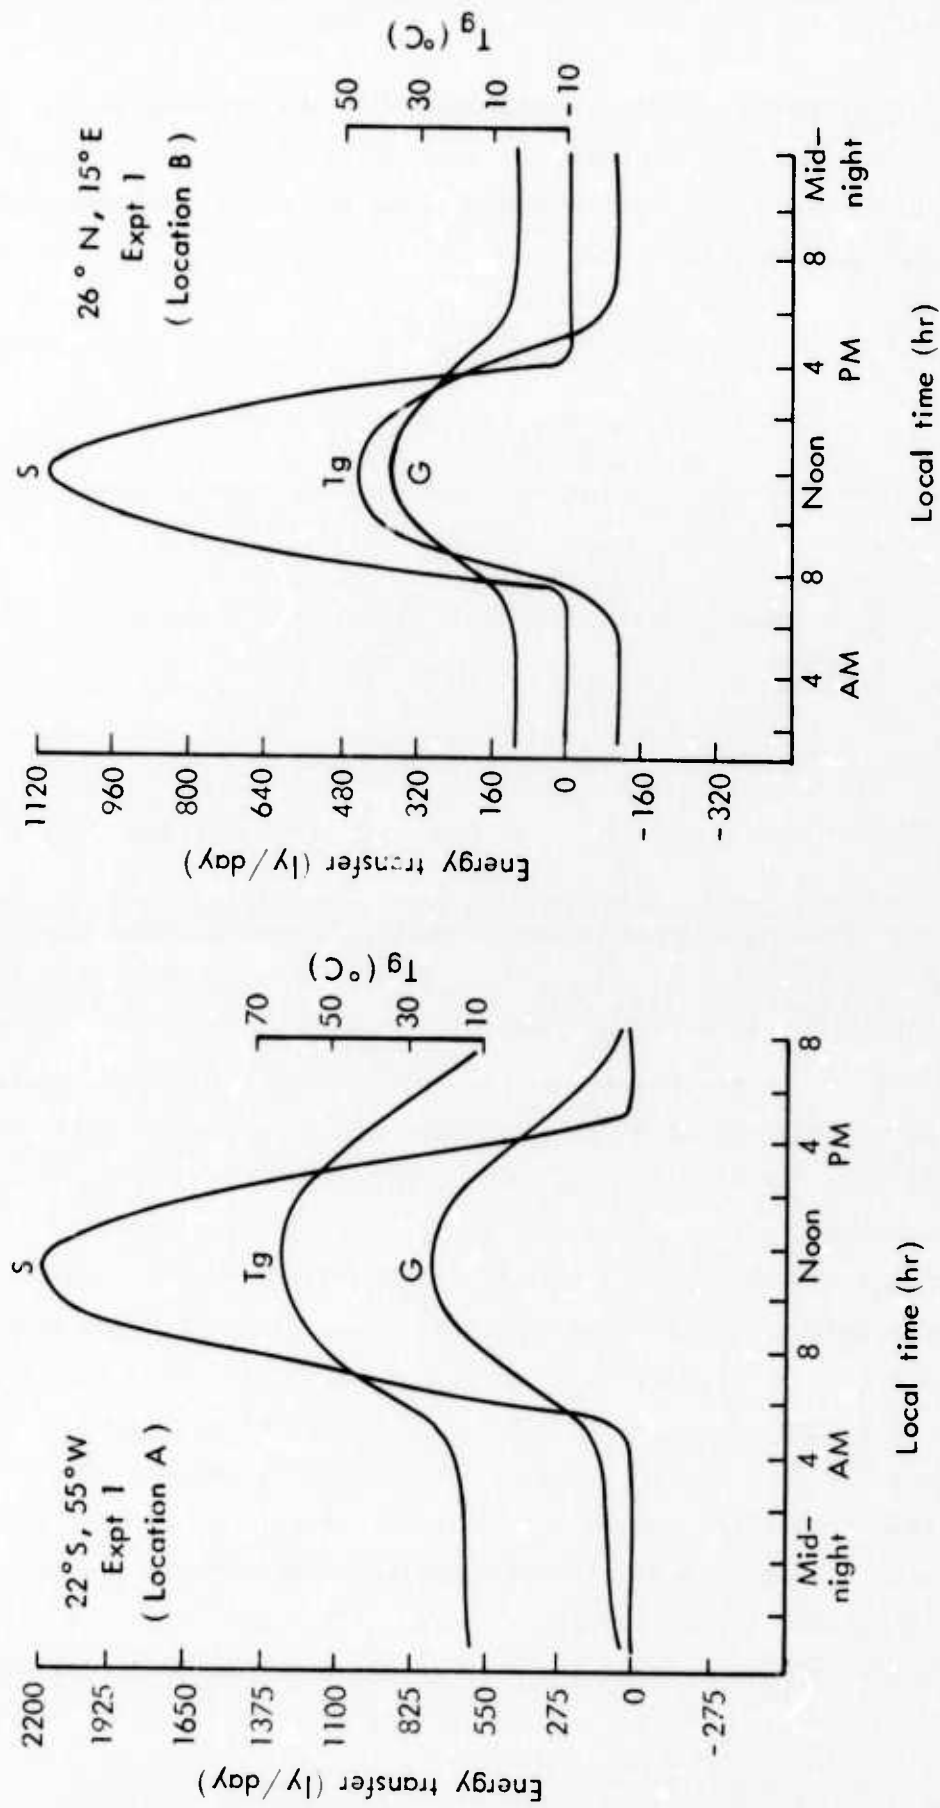 22° S, 55° W
Expt 1
( Location A )
Energy transfer (ly/day)
2200
1925
1650
1375
1100
825
550
275
0
-275
S
Tg
G
Tg (°C)
70
50
30
10
Mid-
night
4
AM
8
Noon
4
PM
8
Local time (hr)
26° N, 15° E
Expt 1
( Location B )
Energy transfer (ly/day)
1120
960
800
640
480
320
160
0
-160
-320
S
Tg
G
Tg (°C)
50
30
10
-10
4
AM
8
Noon
4
PM
8
Mid-
night
Local time (hr)